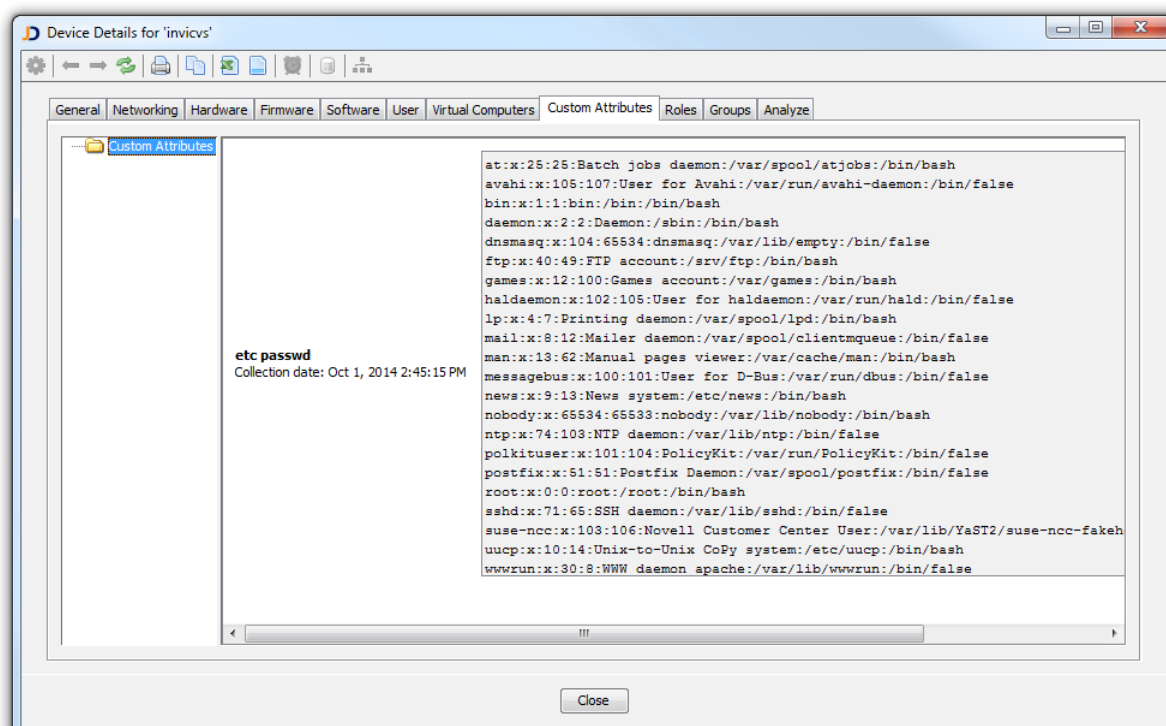 Device Details for 'invicvs'
General Networking Hardware Firmware Software User Virtual Computers Custom Attributes Roles Groups Analyze
Custom Attributes
etc passwd
Collection date: Oct 1, 2014 2:45:15 PM
at:x:25:25:Batch jobs daemon:/var/spool/atjobs:/bin/bash
avahi:x:105:107:User for Avahi:/var/run/avahi-daemon:/bin/false
bin:x:1:1:bin:/bin:/bin/bash
daemon:x:2:2:Daemon:/sbin:/bin/bash
dnsmasq:x:104:65534:dnsmasq:/var/lib/empty:/bin/false
ftp:x:40:49:FTP account:/srv/ftp:/bin/bash
games:x:12:100:Games account:/var/games:/bin/bash
haldaemon:x:102:105:User for haldaemon:/var/run/hald:/bin/false
lp:x:4:7:Printing daemon:/var/spool/lpd:/bin/bash
mail:x:8:12:Mailer daemon:/var/spool/clientmqueue:/bin/false
man:x:13:62:Manual pages viewer:/var/cache/man:/bin/bash
messagebus:x:100:101:User for D-Bus:/var/run/dbus:/bin/false
news:x:9:13:News system:/etc/news:/bin/bash
nobody:x:65534:65533:nobody:/var/lib/nobody:/bin/bash
ntp:x:74:103:NTP daemon:/var/lib/ntp:/bin/false
polkituser:x:101:104:PolicyKit:/var/run/PolicyKit:/bin/false
postfix:x:51:51:Postfix Daemon:/var/spool/postfix:/bin/false
root:x:0:0:root:/root:/bin/bash
sshd:x:71:65:SSH daemon:/var/lib/sshd:/bin/false
suse-ncc:x:103:106:Novell Customer Center User:/var/lib/YaST2/suse-ncc-fakeh
uucp:x:10:14:Unix-to-Unix CoPy system:/etc/uucp:/bin/bash
wwwrun:x:30:8:WWW daemon apache:/var/lib/wwwrun:/bin/false
Close